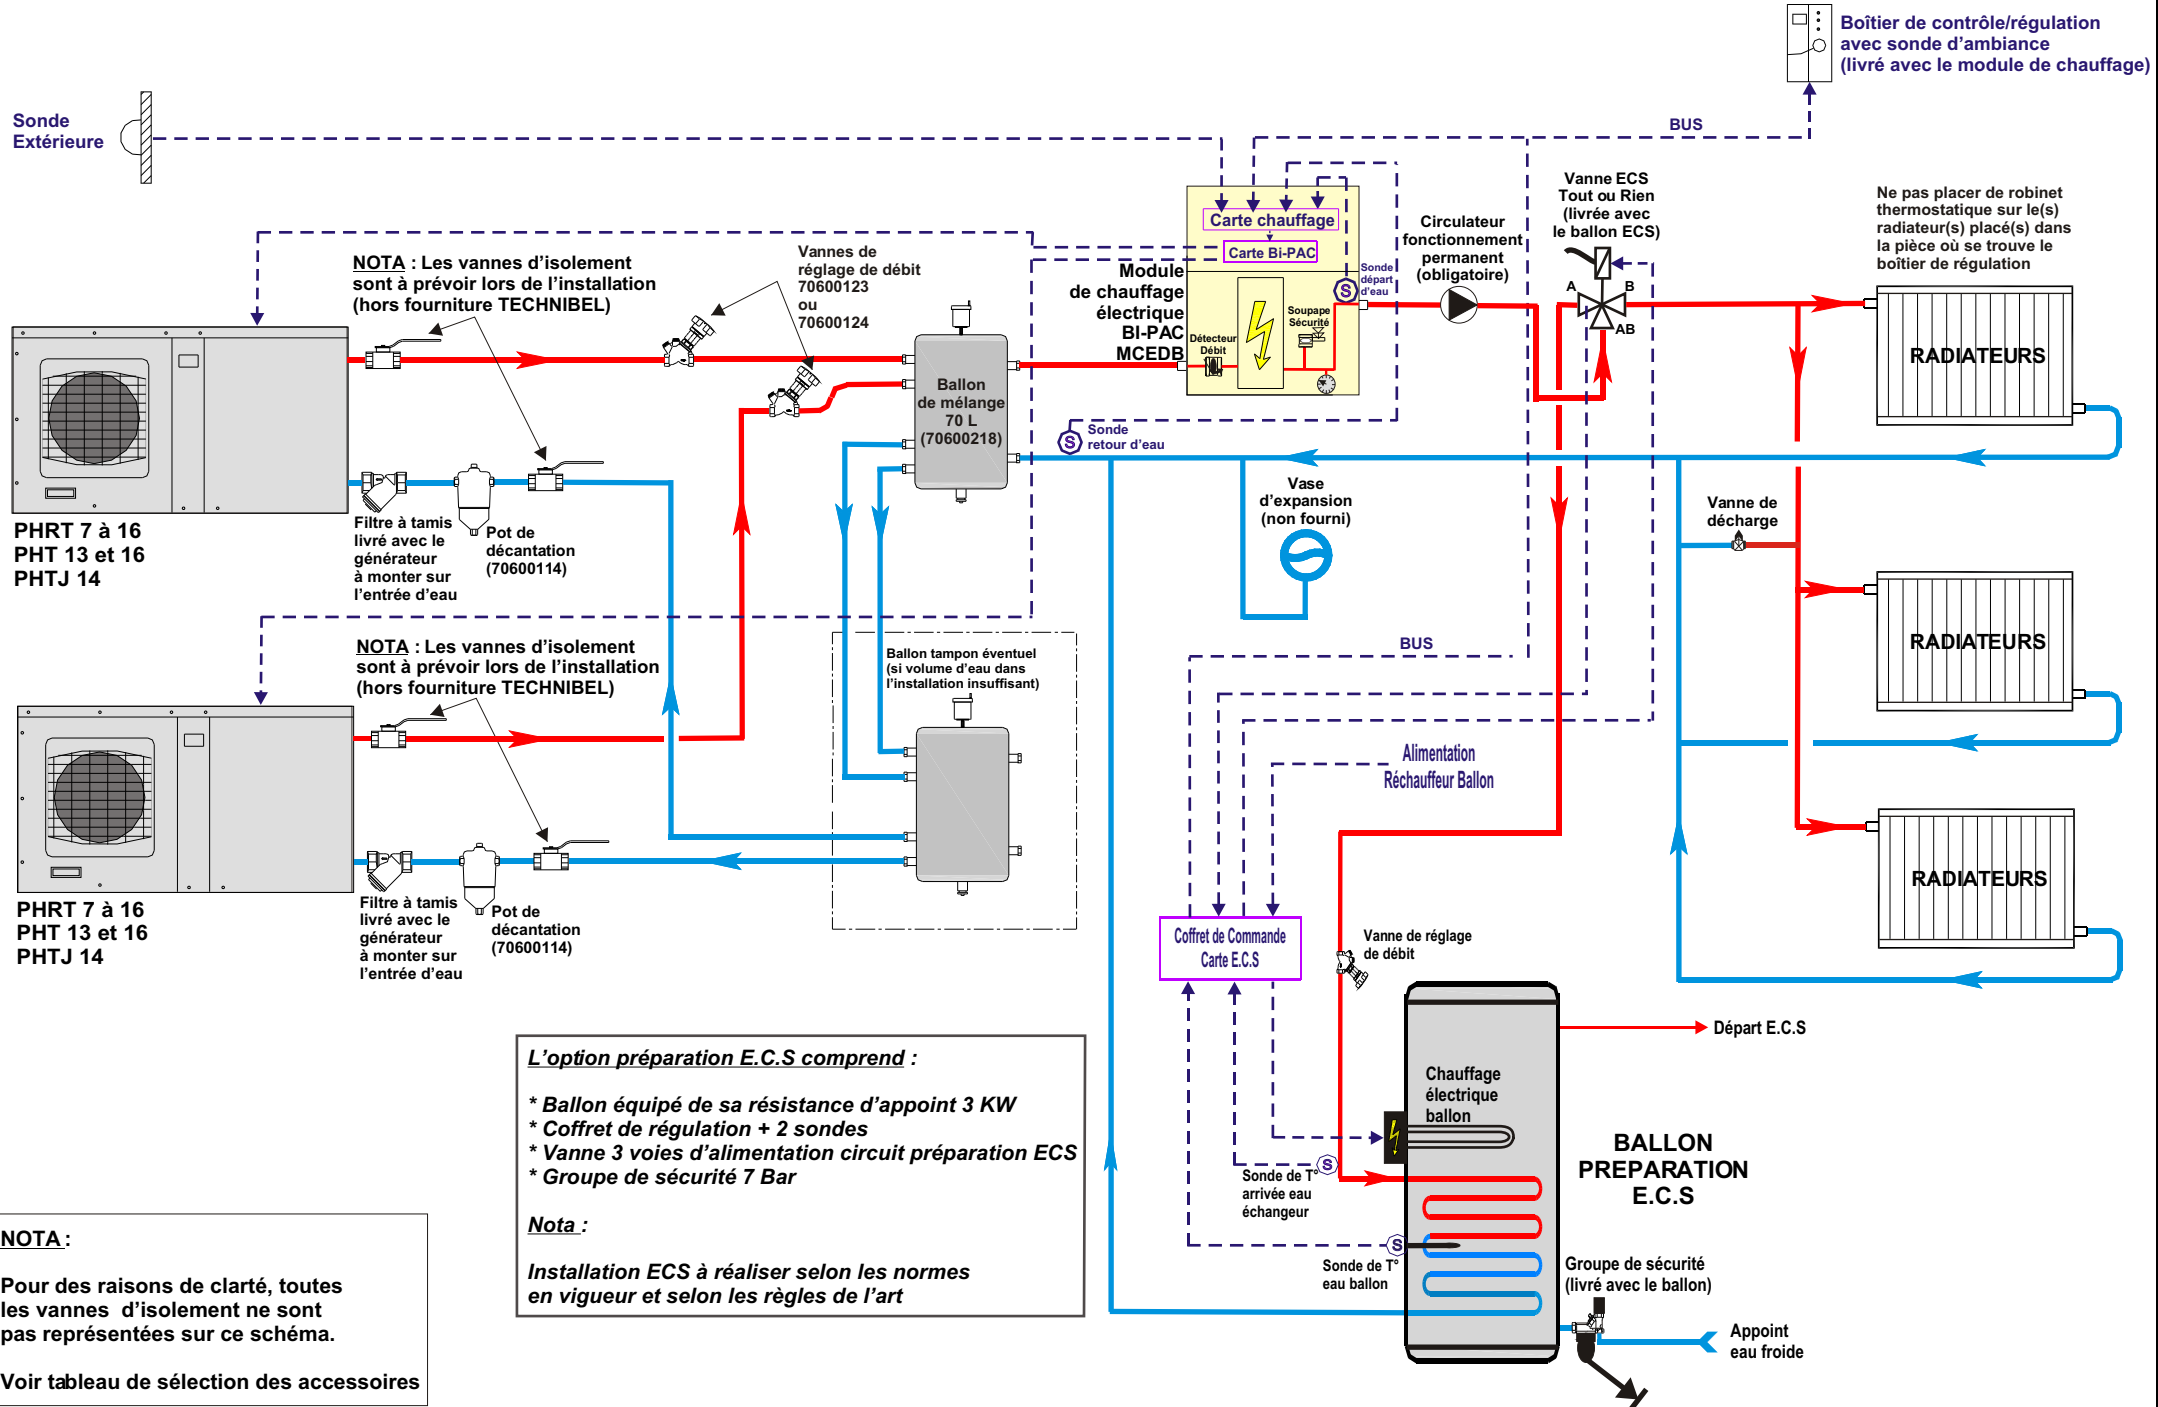 Boîtier de contrôle/régulation
avec sonde d'ambiance
(livré avec le module de chauffage)
Sonde
Extérieure
BUS
Vanne ECS
Tout ou Rien
(livrée avec
le ballon ECS)
Ne pas placer de robinet
thermostatique sur le(s)
radiateur(s) placé(s) dans
la pièce où se trouve le
boîtier de régulation
Carte chauffage
Carte Bi-PAC
Circulateur
fonctionnement
permanent
(obligatoire)
NOTA : Les vannes d'isolement
sont à prévoir lors de l'installation
(hors fourniture TECHNIBEL)
Vannes de
réglage de débit
70600123
ou
70600124
Module
de chauffage
électrique
BI-PAC
MCEDB
Sonde
départ
d'eau
S
Soupape
Sécurité
Détecteur
Débit
A
B
AB
RADIATEURS
Ballon
de mélange
70 L
(70600218)
S
Sonde
retour d'eau
Vase
d'expansion
(non fourni)
Vanne de
décharge
PHRT 7 à 16
PHT 13 et 16
PHTJ 14
Filtre à tamis
livré avec le
générateur
à monter sur
l'entrée d'eau
Pot de
décantation
(70600114)
NOTA : Les vannes d'isolement
sont à prévoir lors de l'installation
(hors fourniture TECHNIBEL)
Ballon tampon éventuel
(si volume d'eau dans
l'installation insuffisant)
BUS
RADIATEURS
Alimentation
Réchauffeur Ballon
RADIATEURS
PHRT 7 à 16
PHT 13 et 16
PHTJ 14
Filtre à tamis
livré avec le
générateur
à monter sur
l'entrée d'eau
Pot de
décantation
(70600114)
Coffret de Commande
Carte E.C.S
Vanne de réglage
de débit
Départ E.C.S
L'option préparation E.C.S comprend :
* Ballon équipé de sa résistance d'appoint 3 KW
* Coffret de régulation + 2 sondes
* Vanne 3 voies d'alimentation circuit préparation ECS
* Groupe de sécurité 7 Bar
Nota :
Installation ECS à réaliser selon les normes
en vigueur et selon les règles de l'art
Chauffage
électrique
ballon
BALLON
PREPARATION
E.C.S
S
Sonde de T°
arrivée eau
échangeur
S
Sonde de T°
eau ballon
Groupe de sécurité
(livré avec le ballon)
Appoint
eau froide
NOTA :
Pour des raisons de clarté, toutes
les vannes d'isolement ne sont
pas représentées sur ce schéma.
Voir tableau de sélection des accessoires